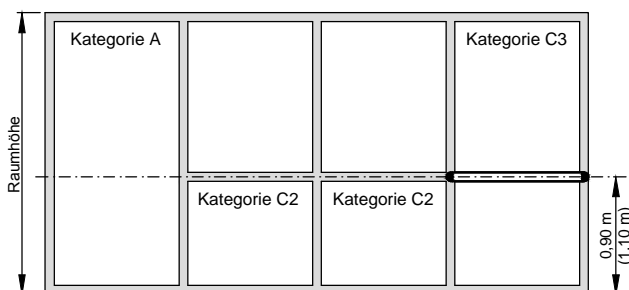 Kategorie A
Kategorie C3
Raumhöhe
Kategorie C2
Kategorie C2
0,90 m
(1,10 m)